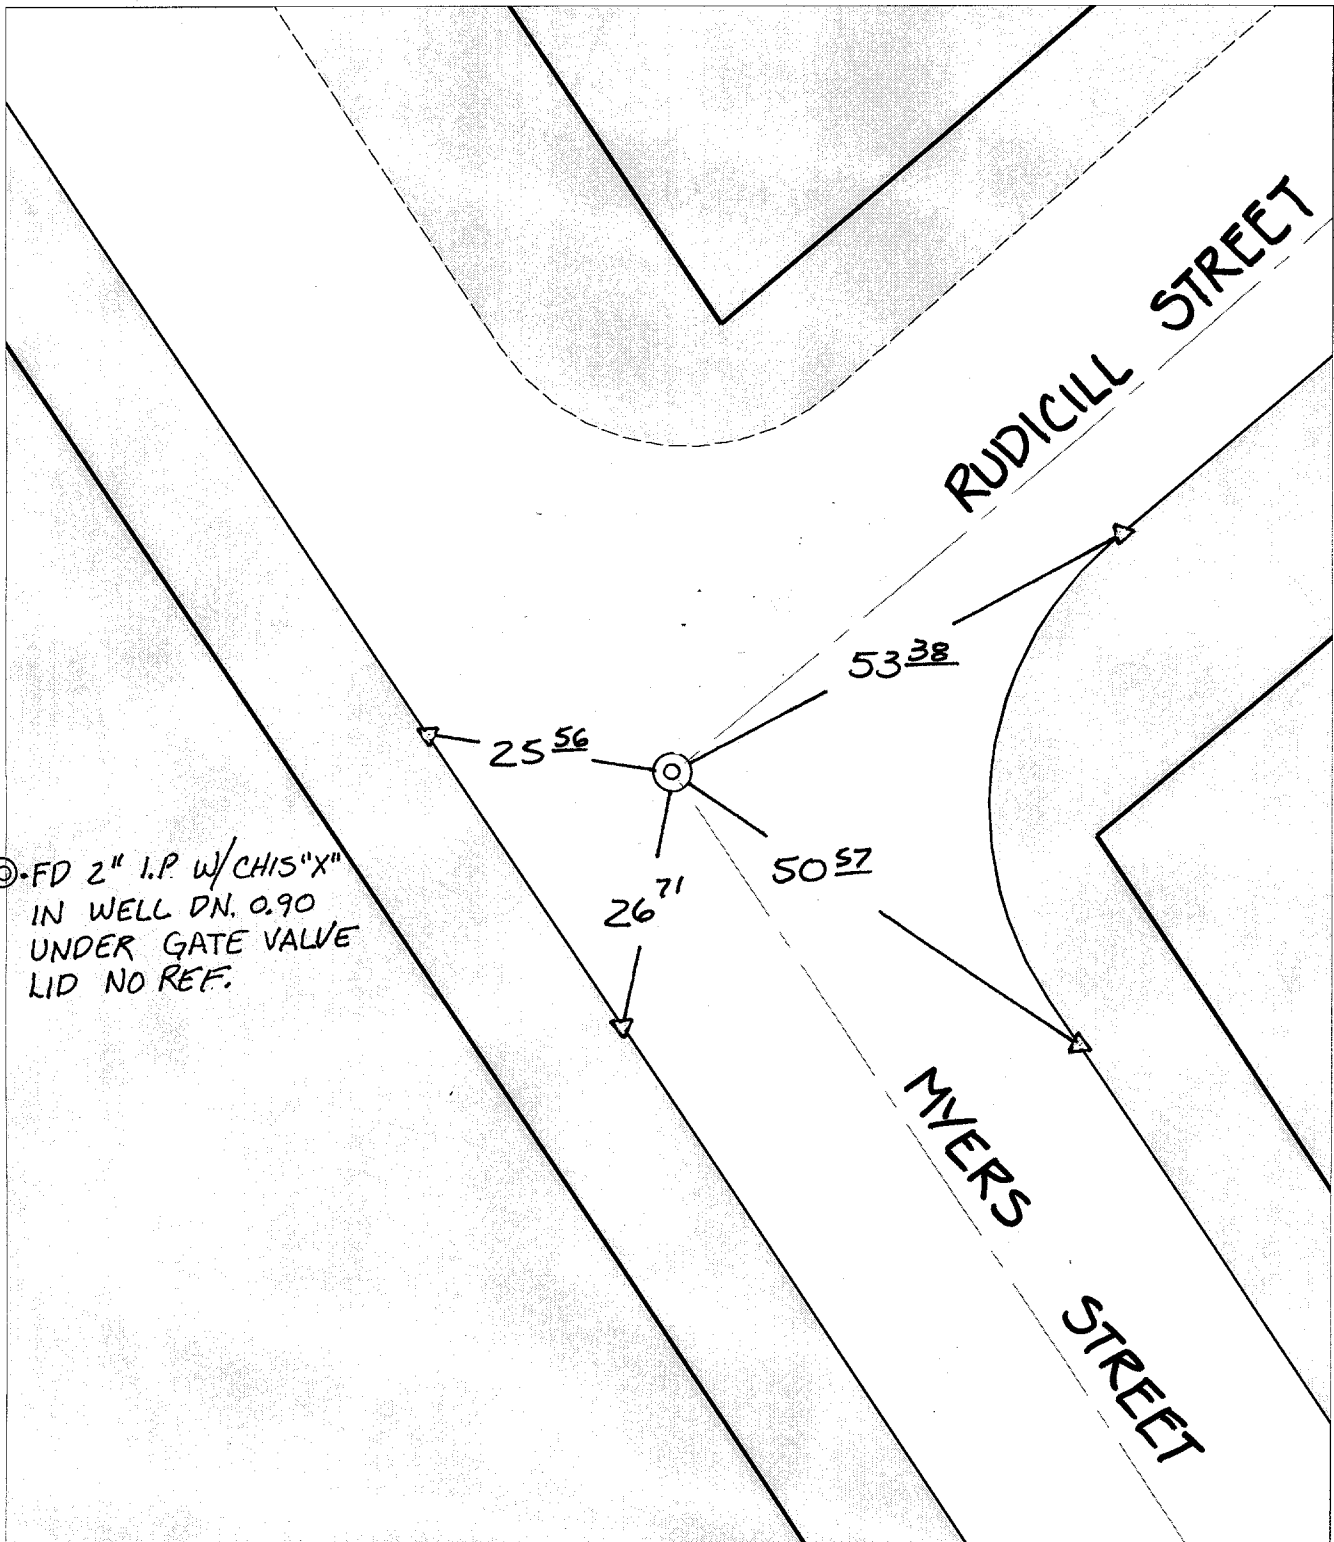 RUDICILL STREET
53 38
25 56
50 57
26 71
FD 2" I.P. W/CHIS "X"
IN WELL DN. 0.90
UNDER GATE VALVE
LID NO REF.
MYERS STREET